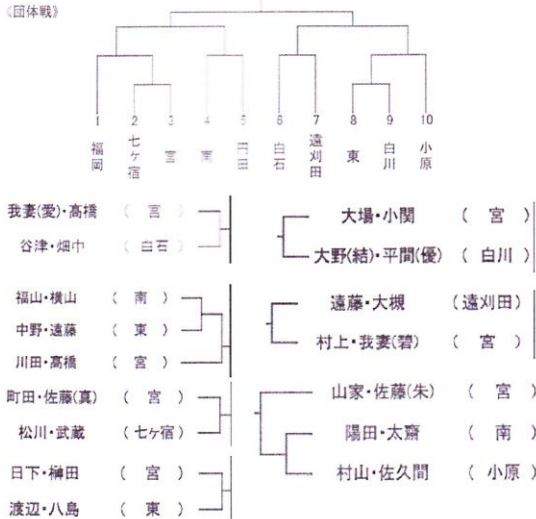 《団体戦》
1 2 3 4 5 6 7 8 9 10
福岡 七ヶ宿 宮 南 円田 白石 遠刈田 東 白川 小原
我妻(愛)・高橋 ( 宮 )
谷津・畑中 ( 白石 )
福山・横山 ( 南 )
中野・遠藤 ( 東 )
川田・高橋 ( 宮 )
町田・佐藤(真) ( 宮 )
松川・武蔵 ( 七ヶ宿 )
日下・榊田 ( 宮 )
渡辺・八島 ( 東 )
大場・小関 ( 宮 )
大野(結)・平間(優) ( 白川 )
遠藤・大槻 ( 遠刈田 )
村上・我妻(碧) ( 宮 )
山家・佐藤(朱) ( 宮 )
陽田・太齋 ( 南 )
村山・佐久間 ( 小原 )